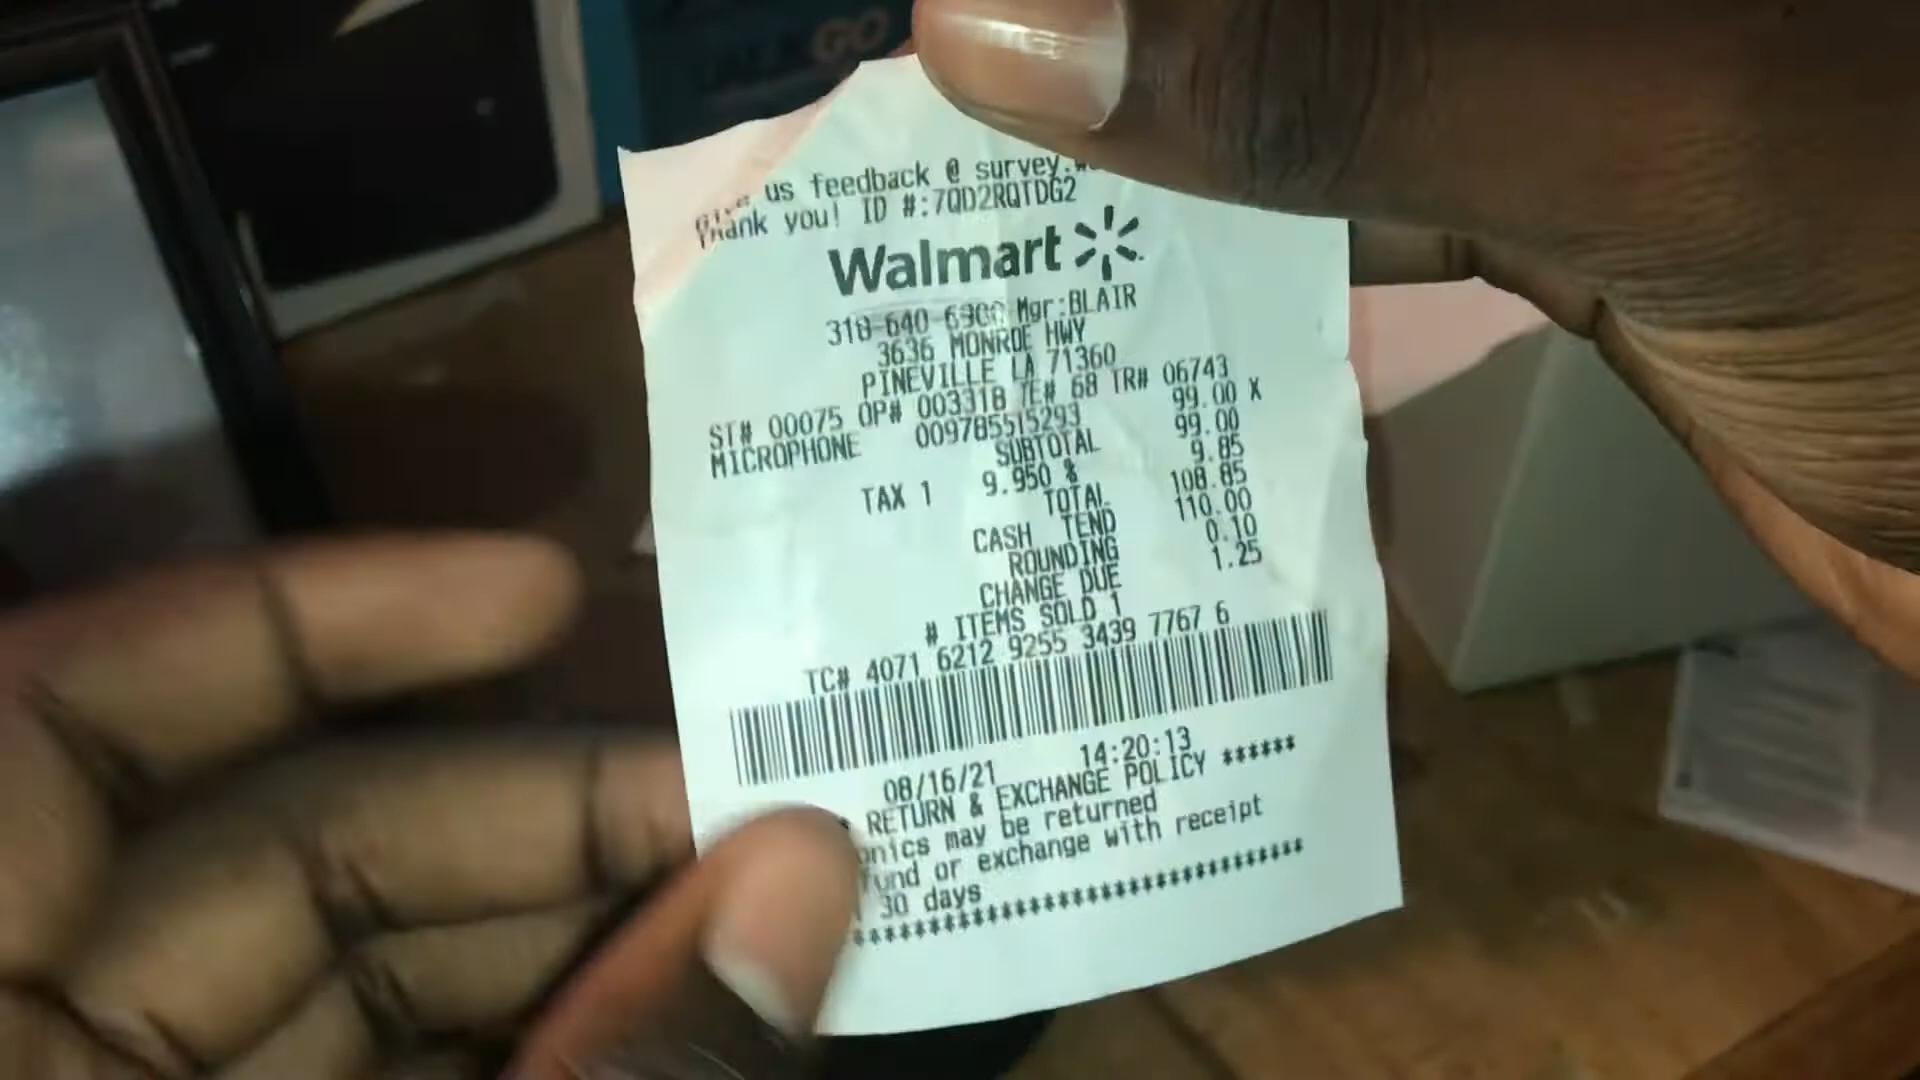 GO
us feedback @ survey.w
Thank you! ID #:7QD2RQTDG2
Walmart
318-640-6900 Mgr:BLAIR
3636 MONROE HWY
PINEVILLE LA 71360
ST# 00075 OP# 003318 TE# 68 TR# 06743
MICROPHONE 009785515293 99.00 X
SUBTOTAL 99.00
TAX 1 9.950 % 9.85
TOTAL 108.85
CASH TEND 110.00
ROUNDING 0.10
CHANGE DUE 1.25
# ITEMS SOLD 1
TC# 4071 6212 9255 3439 7767 6
08/16/21 14:20:13
RETURN & EXCHANGE POLICY ******
onics may be returned
fund or exchange with receipt
30 days
***********************************